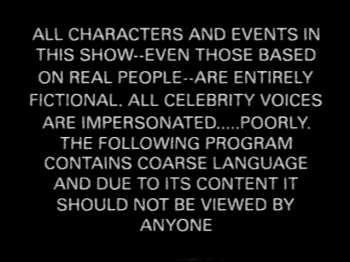 ALL CHARACTERS AND EVENTS IN
THIS SHOW--EVEN THOSE BASED
ON REAL PEOPLE--ARE ENTIRELY
FICTIONAL. ALL CELEBRITY VOICES
ARE IMPERSONATED.....POORLY.
THE FOLLOWING PROGRAM
CONTAINS COARSE LANGUAGE
AND DUE TO ITS CONTENT IT
SHOULD NOT BE VIEWED BY
ANYONE